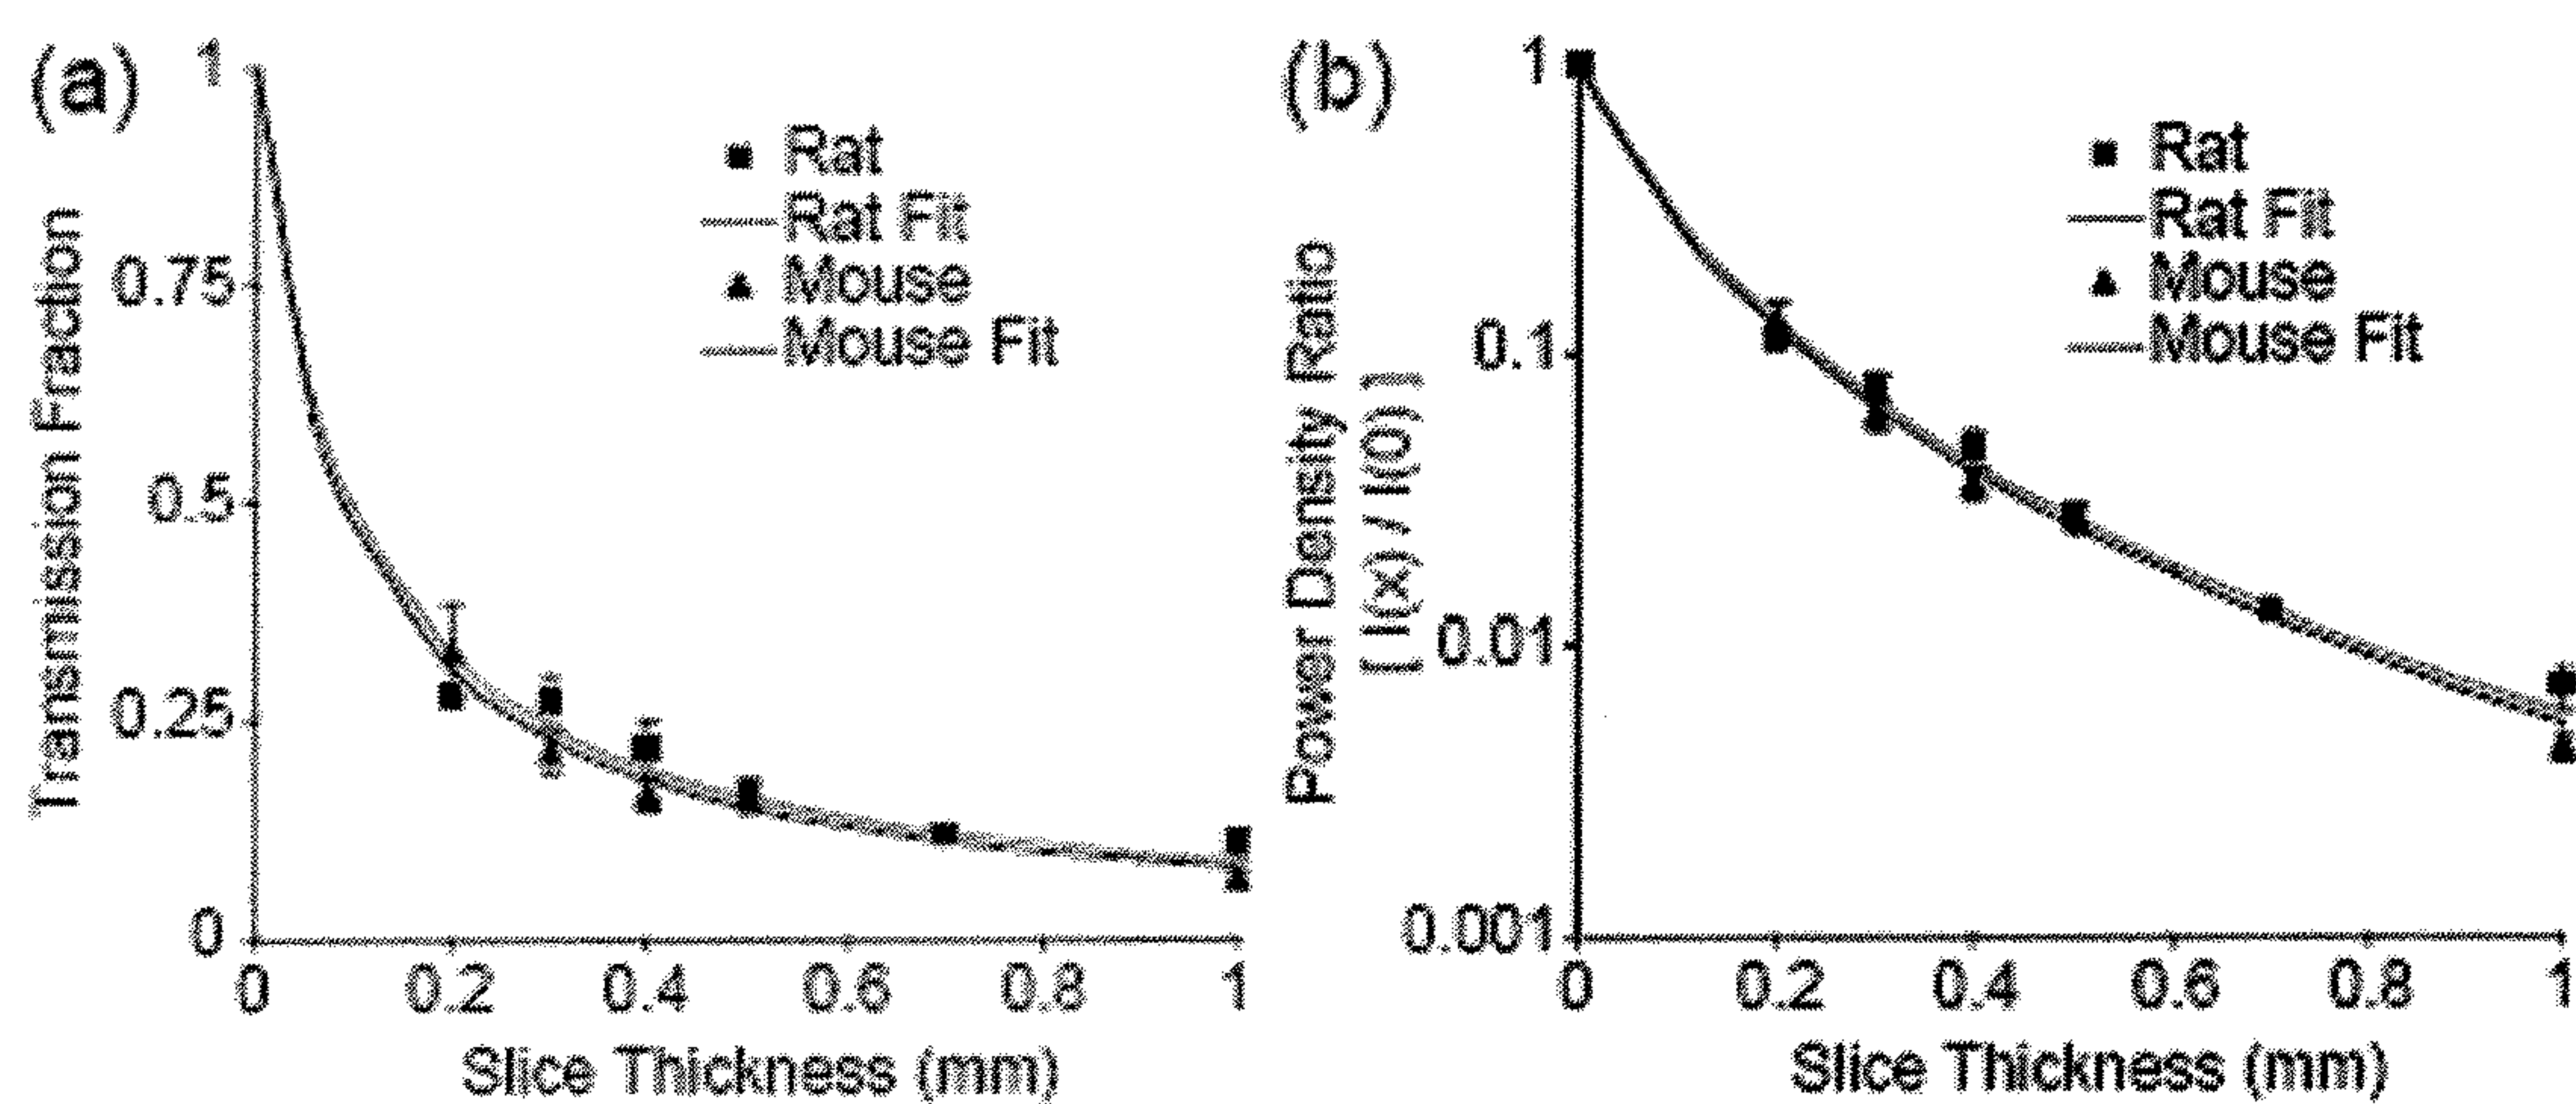 (a)
Transmission Fraction
1
0.75
0.5
0.25
0
0
0.2
0.4
0.6
0.8
1
Slice Thickness (mm)
Rat
Rat Fit
Mouse
Mouse Fit
(b)
Power Density Ratio
[ I(x) / I(0) ]
1
0.1
0.01
0.001
0
0.2
0.4
0.6
0.8
1
Slice Thickness (mm)
Rat
Rat Fit
Mouse
Mouse Fit